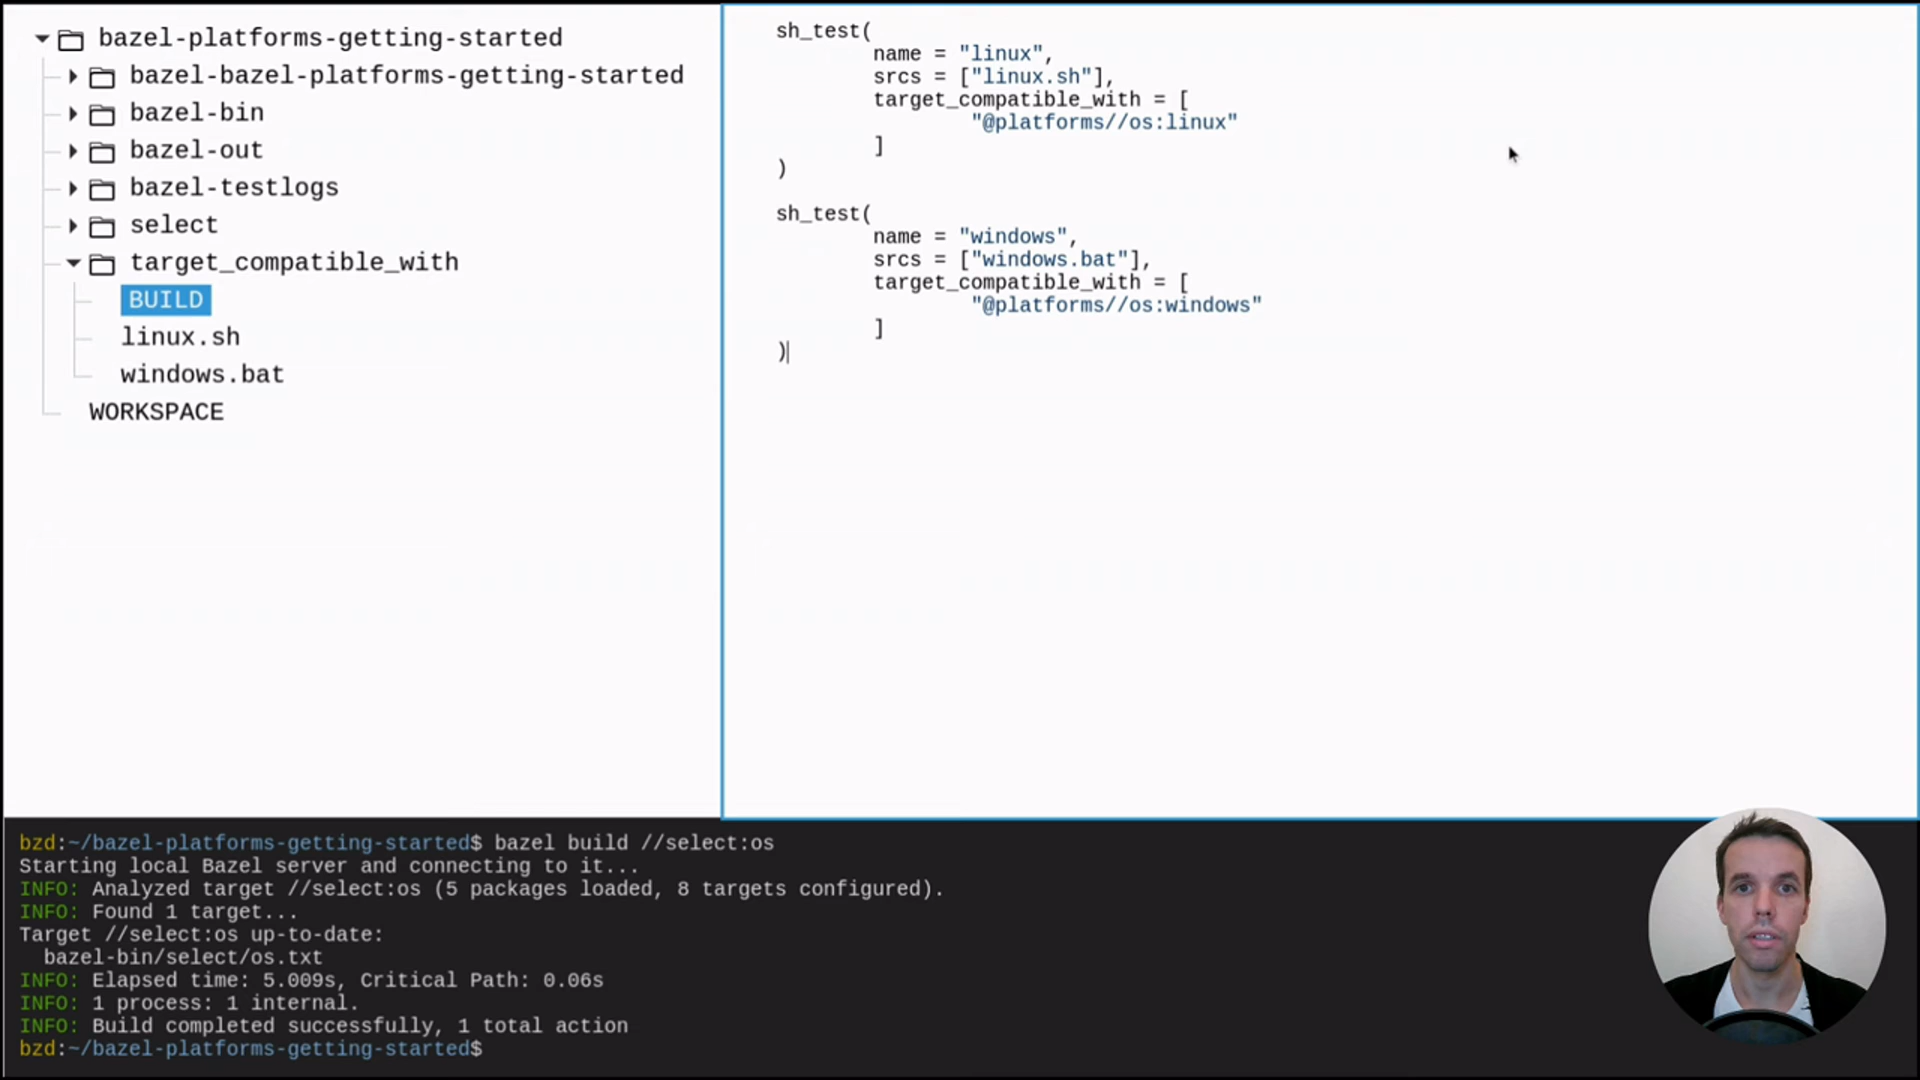 bazel-platforms-getting-started
bazel-bazel-platforms-getting-started
bazel-bin
bazel-out
bazel-testlogs
select
target_compatible_with
BUILD
linux.sh
windows.bat
WORKSPACE
sh_test(
name = "linux",
srcs = ["linux.sh"],
target_compatible_with = [
"@platforms//os:linux"
]
)
sh_test(
name = "windows",
srcs = ["windows.bat"],
target_compatible_with = [
"@platforms//os:windows"
]
)
bzd:~/bazel-platforms-getting-started$ bazel build //select:os
Starting local Bazel server and connecting to it...
INFO: Analyzed target //select:os (5 packages loaded, 8 targets configured).
INFO: Found 1 target...
Target //select:os up-to-date:
bazel-bin/select/os.txt
INFO: Elapsed time: 5.009s, Critical Path: 0.06s
INFO: 1 process: 1 internal.
INFO: Build completed successfully, 1 total action
bzd:~/bazel-platforms-getting-started$